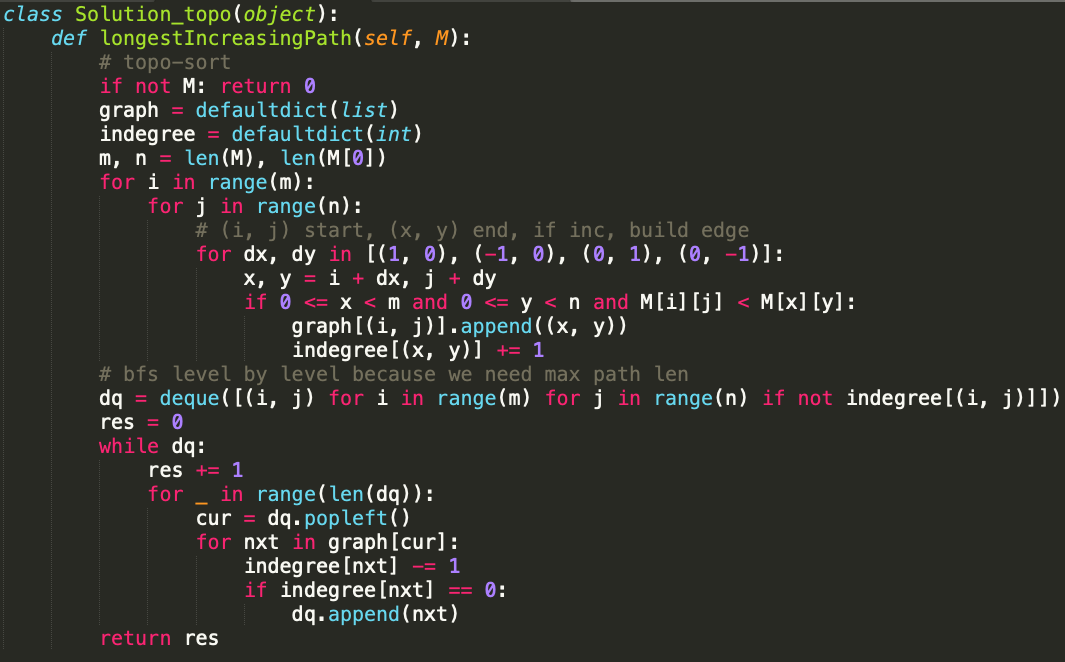 class Solution_topo(object):
    def longestIncreasingPath(self, M):
        # topo-sort
        if not M: return 0
        graph = defaultdict(list)
        indegree = defaultdict(int)
        m, n = len(M), len(M[0])
        for i in range(m):
            for j in range(n):
                # (i, j) start, (x, y) end, if inc, build edge
                for dx, dy in [(1, 0), (-1, 0), (0, 1), (0, -1)]:
                    x, y = i + dx, j + dy
                    if 0 <= x < m and 0 <= y < n and M[i][j] < M[x][y]:
                        graph[(i, j)].append((x, y))
                        indegree[(x, y)] += 1
        # bfs level by level because we need max path len
        dq = deque([(i, j) for i in range(m) for j in range(n) if not indegree[(i, j)]])
        res = 0
        while dq:
            res += 1
            for _ in range(len(dq)):
                cur = dq.popleft()
                for nxt in graph[cur]:
                    indegree[nxt] -= 1
                    if indegree[nxt] == 0:
                        dq.append(nxt)
        return res